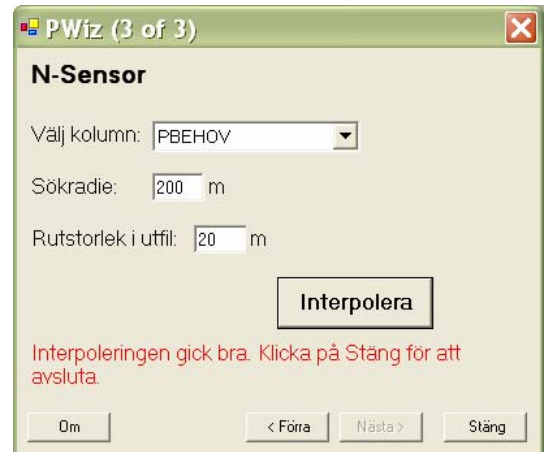 PWiz (3 of 3)
N-Sensor
Välj kolumn: PBEHOV
Sökradie: 200 m
Rutstorlek i utfil: 20 m
Interpolera
Interpoleringen gick bra. Klicka på Stäng för att
avsluta.
Om < Förra Nästa > Stäng